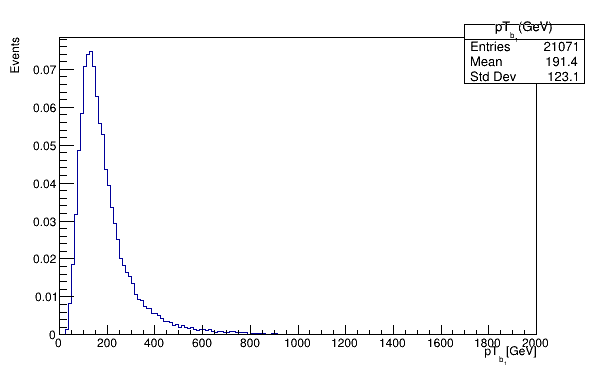 pT_b_1(GeV)
Entries 21071
Mean 191.4
Std Dev 123.1
Events
0.07
0.06
0.05
0.04
0.03
0.02
0.01
0
0 200 400 600 800 1000 1200 1400 1600 1800 2000
pT_b_1[GeV]